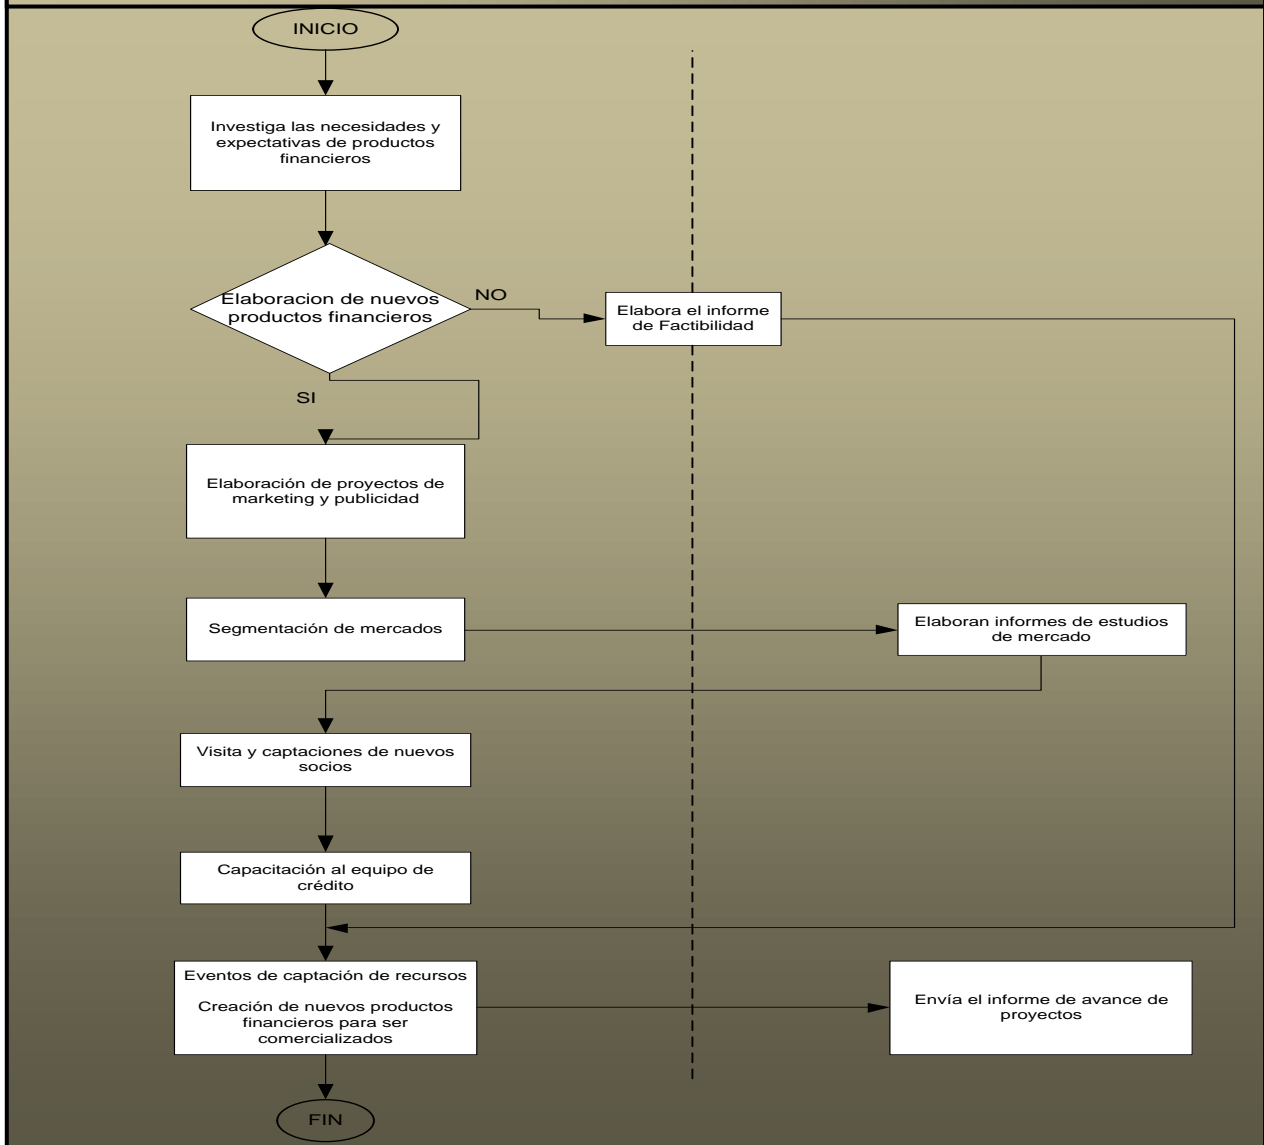 INICIO
Investiga las necesidades y
expectativas de productos
financieros
Elaboracion de nuevos
productos financieros
NO
Elabora el informe
de Factibilidad
SI
Elaboración de proyectos de
marketing y publicidad
Segmentación de mercados
Elaboran informes de estudios
de mercado
Visita y captaciones de nuevos
socios
Capacitación al equipo de
crédito
Eventos de captación de recursos
Creación de nuevos productos
financieros para ser
comercializados
Envía el informe de avance de
proyectos
FIN